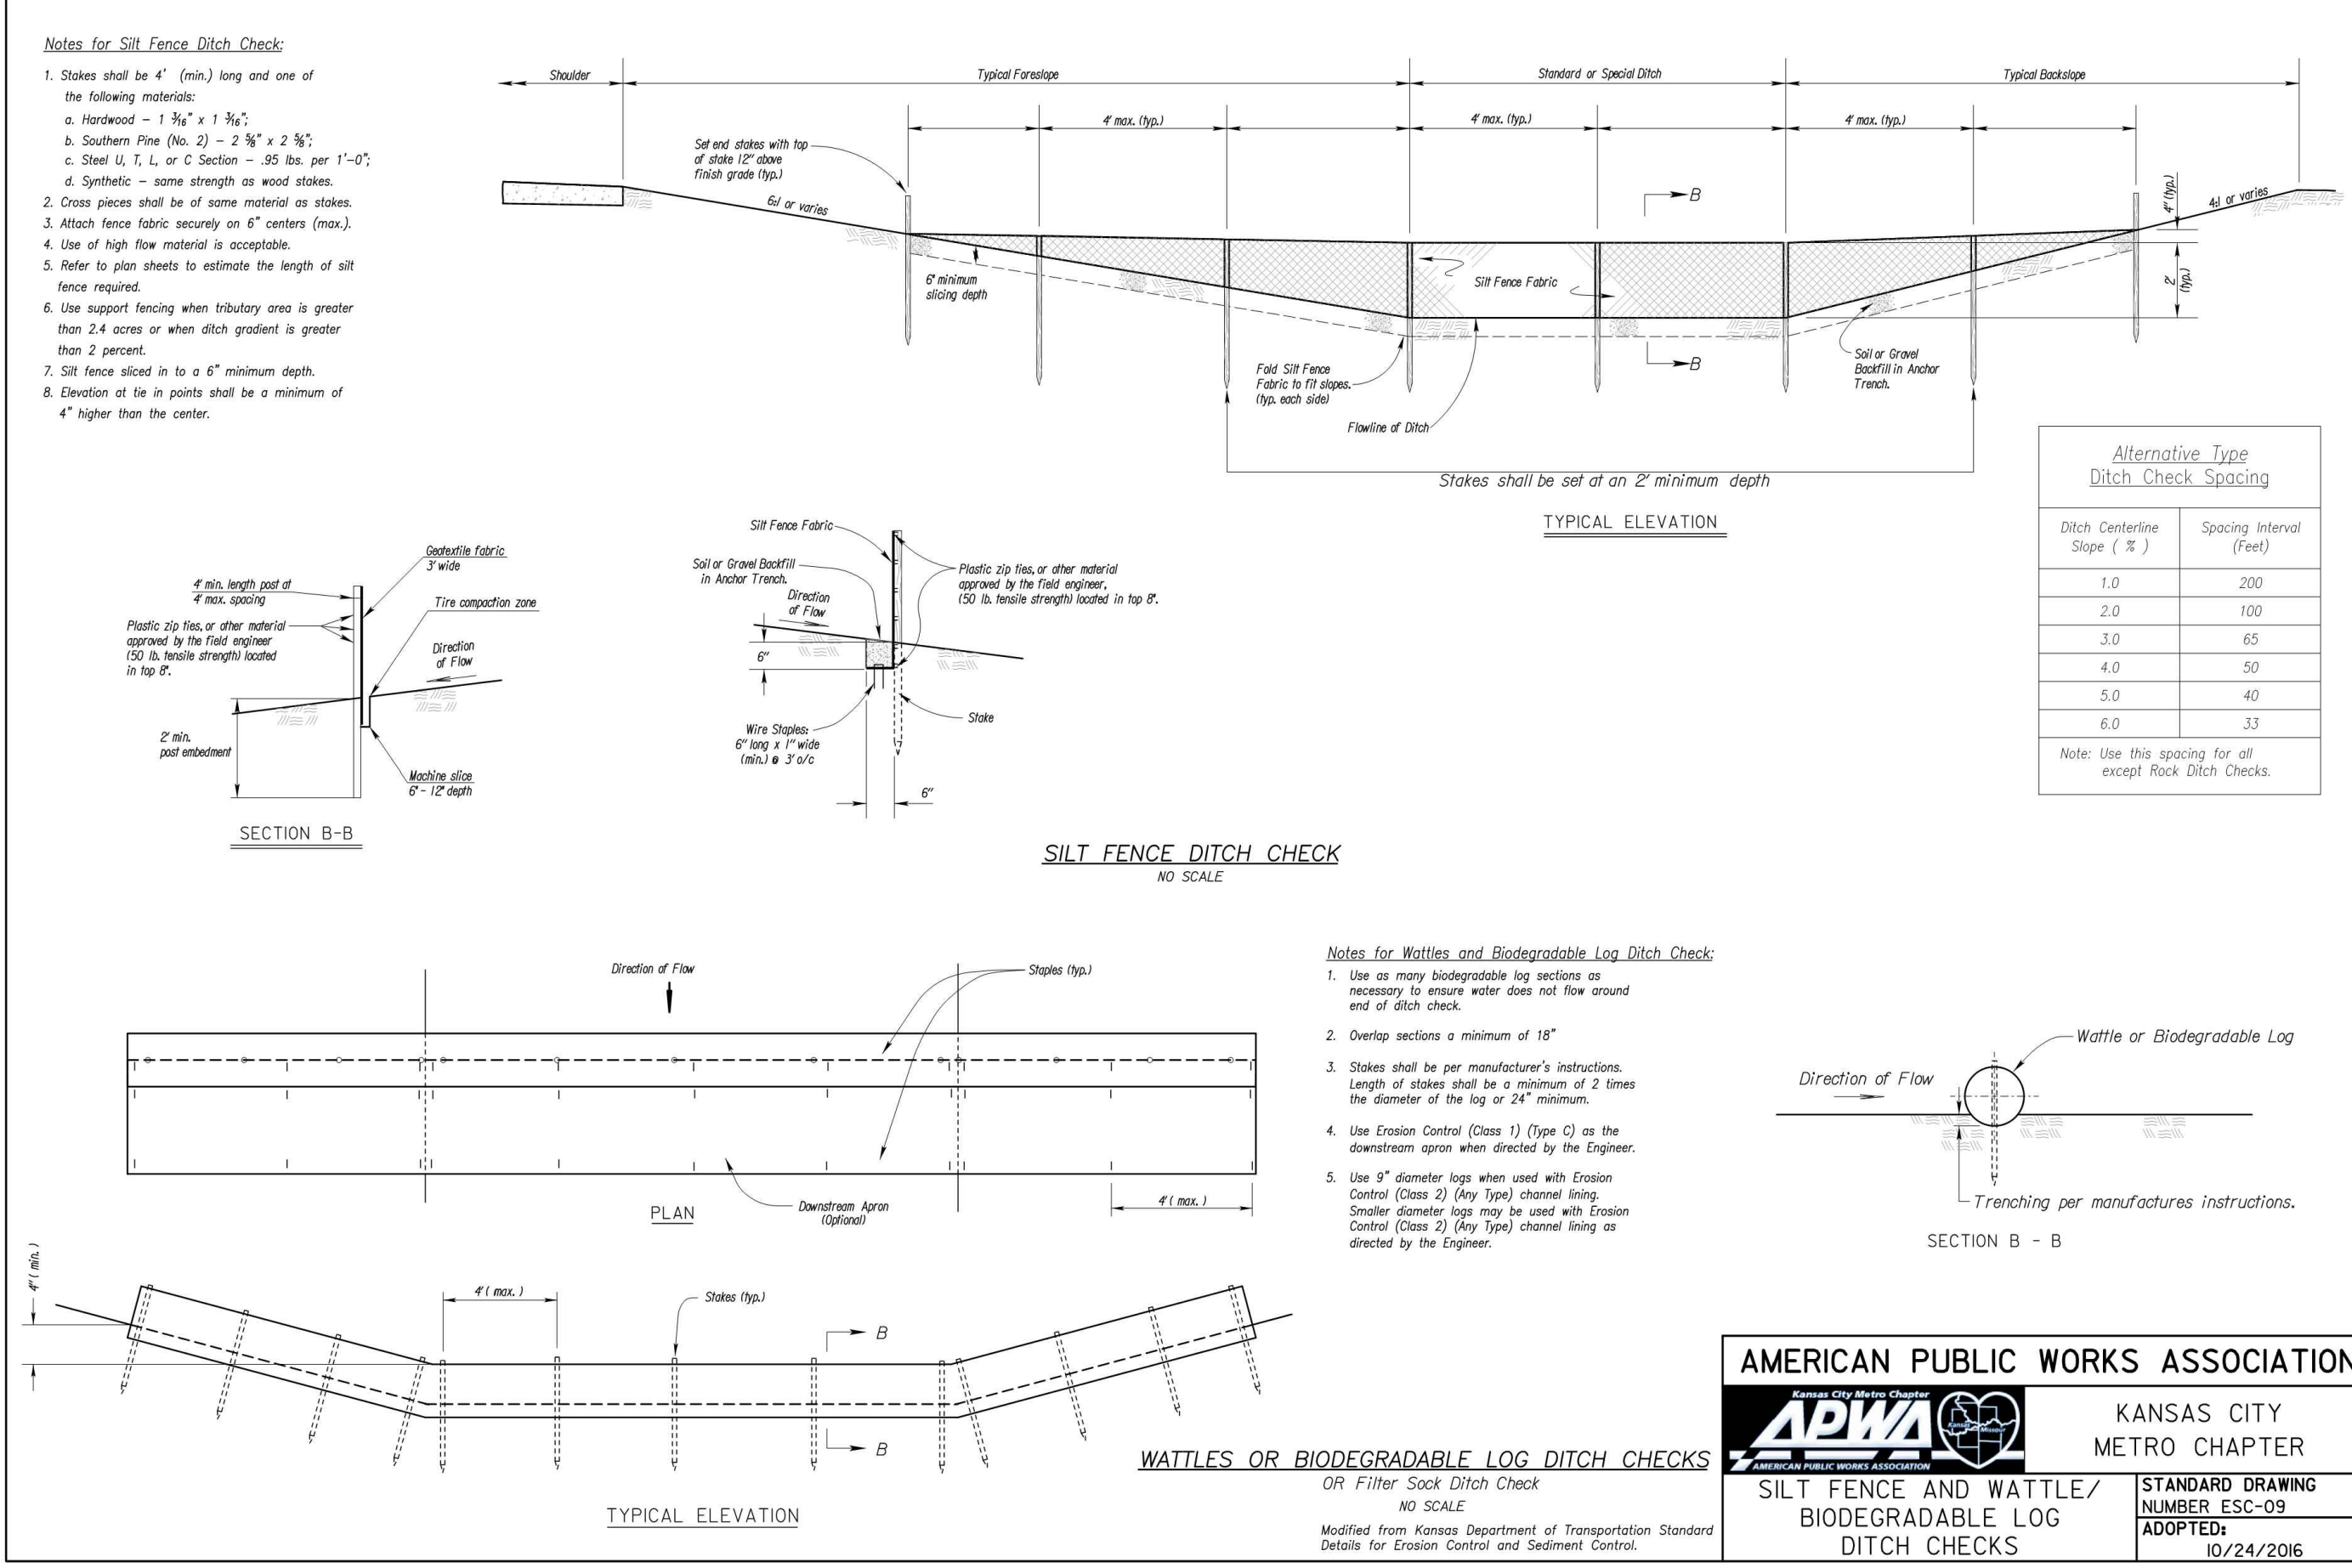 Notes for Silt Fence Ditch Check:
1. Stakes shall be 4' (min.) long and one of
the following materials:
a. Hardwood – 1 3/16" x 1 3/16";
b. Southern Pine (No. 2) – 2 5/8" x 2 5/8";
c. Steel U, T, L, or C Section – .95 lbs. per 1'–0";
d. Synthetic – same strength as wood stakes.
2. Cross pieces shall be of same material as stakes.
3. Attach fence fabric securely on 6" centers (max.).
4. Use of high flow material is acceptable.
5. Refer to plan sheets to estimate the length of silt
fence required.
6. Use support fencing when tributary area is greater
than 2.4 acres or when ditch gradient is greater
than 2 percent.
7. Silt fence sliced in to a 6" minimum depth.
8. Elevation at tie in points shall be a minimum of
4" higher than the center.
Shoulder
Typical Foreslope
Standard or Special Ditch
Typical Backslope
4' max. (typ.)
4' max. (typ.)
4' max. (typ.)
Set end stakes with top
of stake 12" above
finish grade (typ.)
6:1 or varies
B
4" (typ.)
4:1 or varies
6" minimum
slicing depth
Silt Fence Fabric
2'
(typ.)
Fold Silt Fence
Fabric to fit slopes.
(typ. each side)
B
Soil or Gravel
Backfill in Anchor
Trench.
Flowline of Ditch
Stakes shall be set at an 2' minimum depth
TYPICAL ELEVATION
Alternative Type
Ditch Check Spacing
Ditch Centerline
Slope ( % )
Spacing Interval
(Feet)
1.0 200
2.0 100
3.0 65
4.0 50
5.0 40
6.0 33
Note: Use this spacing for all
except Rock Ditch Checks.
Geotextile fabric
3' wide
4' min. length post at
4' max. spacing
Tire compaction zone
Plastic zip ties, or other material
approved by the field engineer
(50 lb. tensile strength) located
in top 8".
Direction
of Flow
2' min.
post embedment
Machine slice
6" - 12" depth
SECTION B-B
Silt Fence Fabric
Soil or Gravel Backfill
in Anchor Trench.
Direction
of Flow
Plastic zip ties, or other material
approved by the field engineer,
(50 lb. tensile strength) located in top 8".
6"
Stake
Wire Staples:
6" long x 1" wide
(min.) @ 3' o/c
6"
SILT FENCE DITCH CHECK
NO SCALE
Direction of Flow
Staples (typ.)
PLAN
Downstream Apron
(Optional)
4' ( max. )
4" ( min. )
4' ( max. )
Stakes (typ.)
B
B
TYPICAL ELEVATION
Notes for Wattles and Biodegradable Log Ditch Check:
1. Use as many biodegradable log sections as
necessary to ensure water does not flow around
end of ditch check.
2. Overlap sections a minimum of 18"
3. Stakes shall be per manufacturer's instructions.
Length of stakes shall be a minimum of 2 times
the diameter of the log or 24" minimum.
4. Use Erosion Control (Class 1) (Type C) as the
downstream apron when directed by the Engineer.
5. Use 9" diameter logs when used with Erosion
Control (Class 2) (Any Type) channel lining.
Smaller diameter logs may be used with Erosion
Control (Class 2) (Any Type) channel lining as
directed by the Engineer.
Wattle or Biodegradable Log
Direction of Flow
Trenching per manufactures instructions.
SECTION B - B
WATTLES OR BIODEGRADABLE LOG DITCH CHECKS
OR Filter Sock Ditch Check
NO SCALE
Modified from Kansas Department of Transportation Standard
Details for Erosion Control and Sediment Control.
AMERICAN PUBLIC WORKS ASSOCIATION
Kansas City Metro Chapter
APWA
Kansas
Missouri
AMERICAN PUBLIC WORKS ASSOCIATION
KANSAS CITY
METRO CHAPTER
SILT FENCE AND WATTLE/
BIODEGRADABLE LOG
DITCH CHECKS
STANDARD DRAWING
NUMBER ESC-09
ADOPTED:
10/24/2016